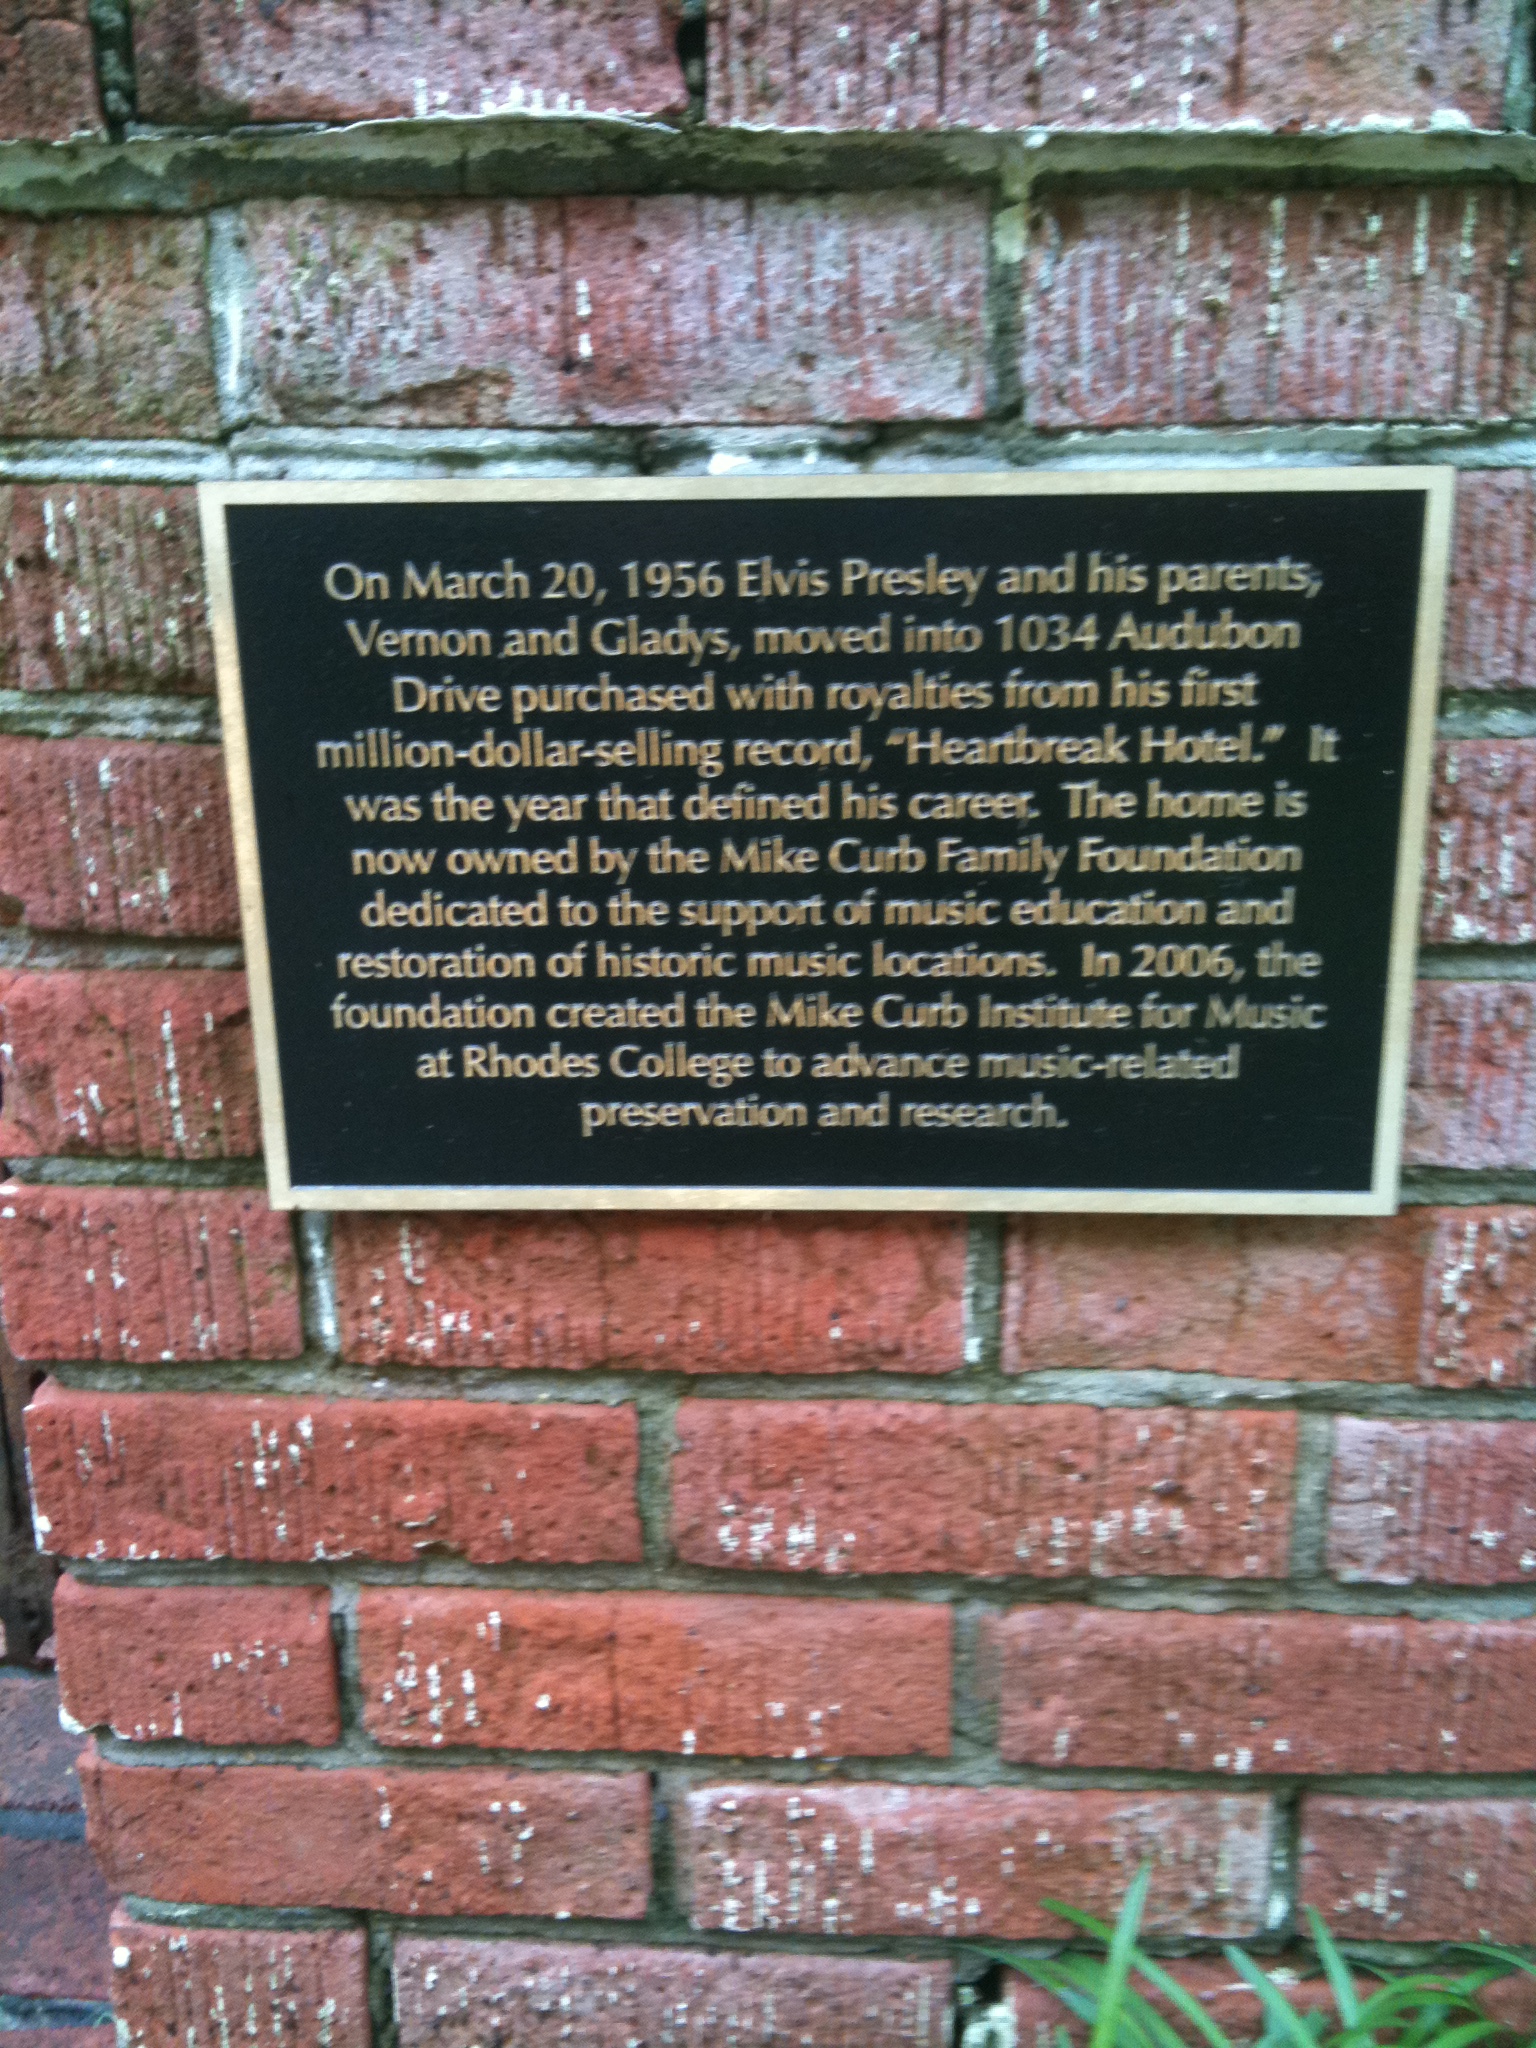 On March 20, 1956 Elvis Presley and his parents,
Vernon and Gladys, moved into 1034 Audubon
Drive purchased with royalties from his first
million-dollar-selling record, “Heartbreak Hotel.” It
was the year that defined his career. The home is
now owned by the Mike Curb Family Foundation
dedicated to the support of music education and
restoration of historic music locations. In 2006, the
foundation created the Mike Curb Institute for Music
at Rhodes College to advance music-related
preservation and research.